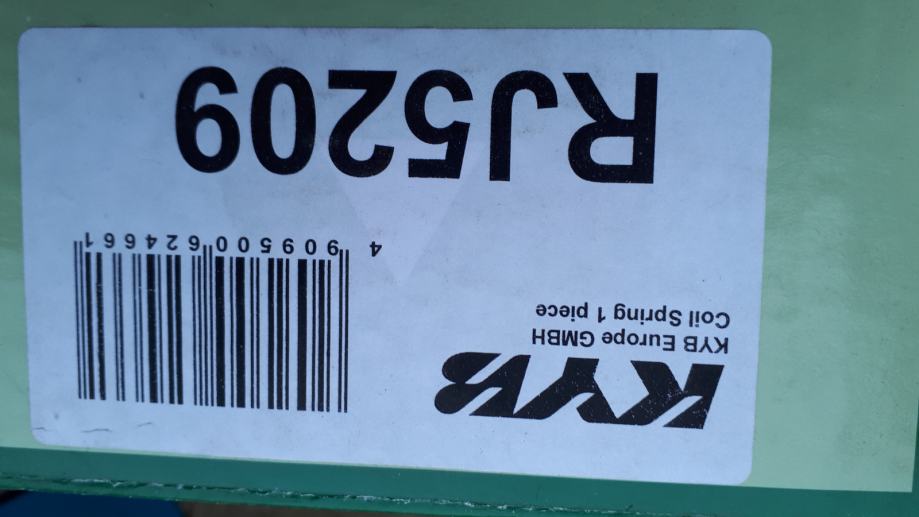 KYB
KYB Europe GMBH
Coil Spring 1 piece
4 909500 624661
RJ5209